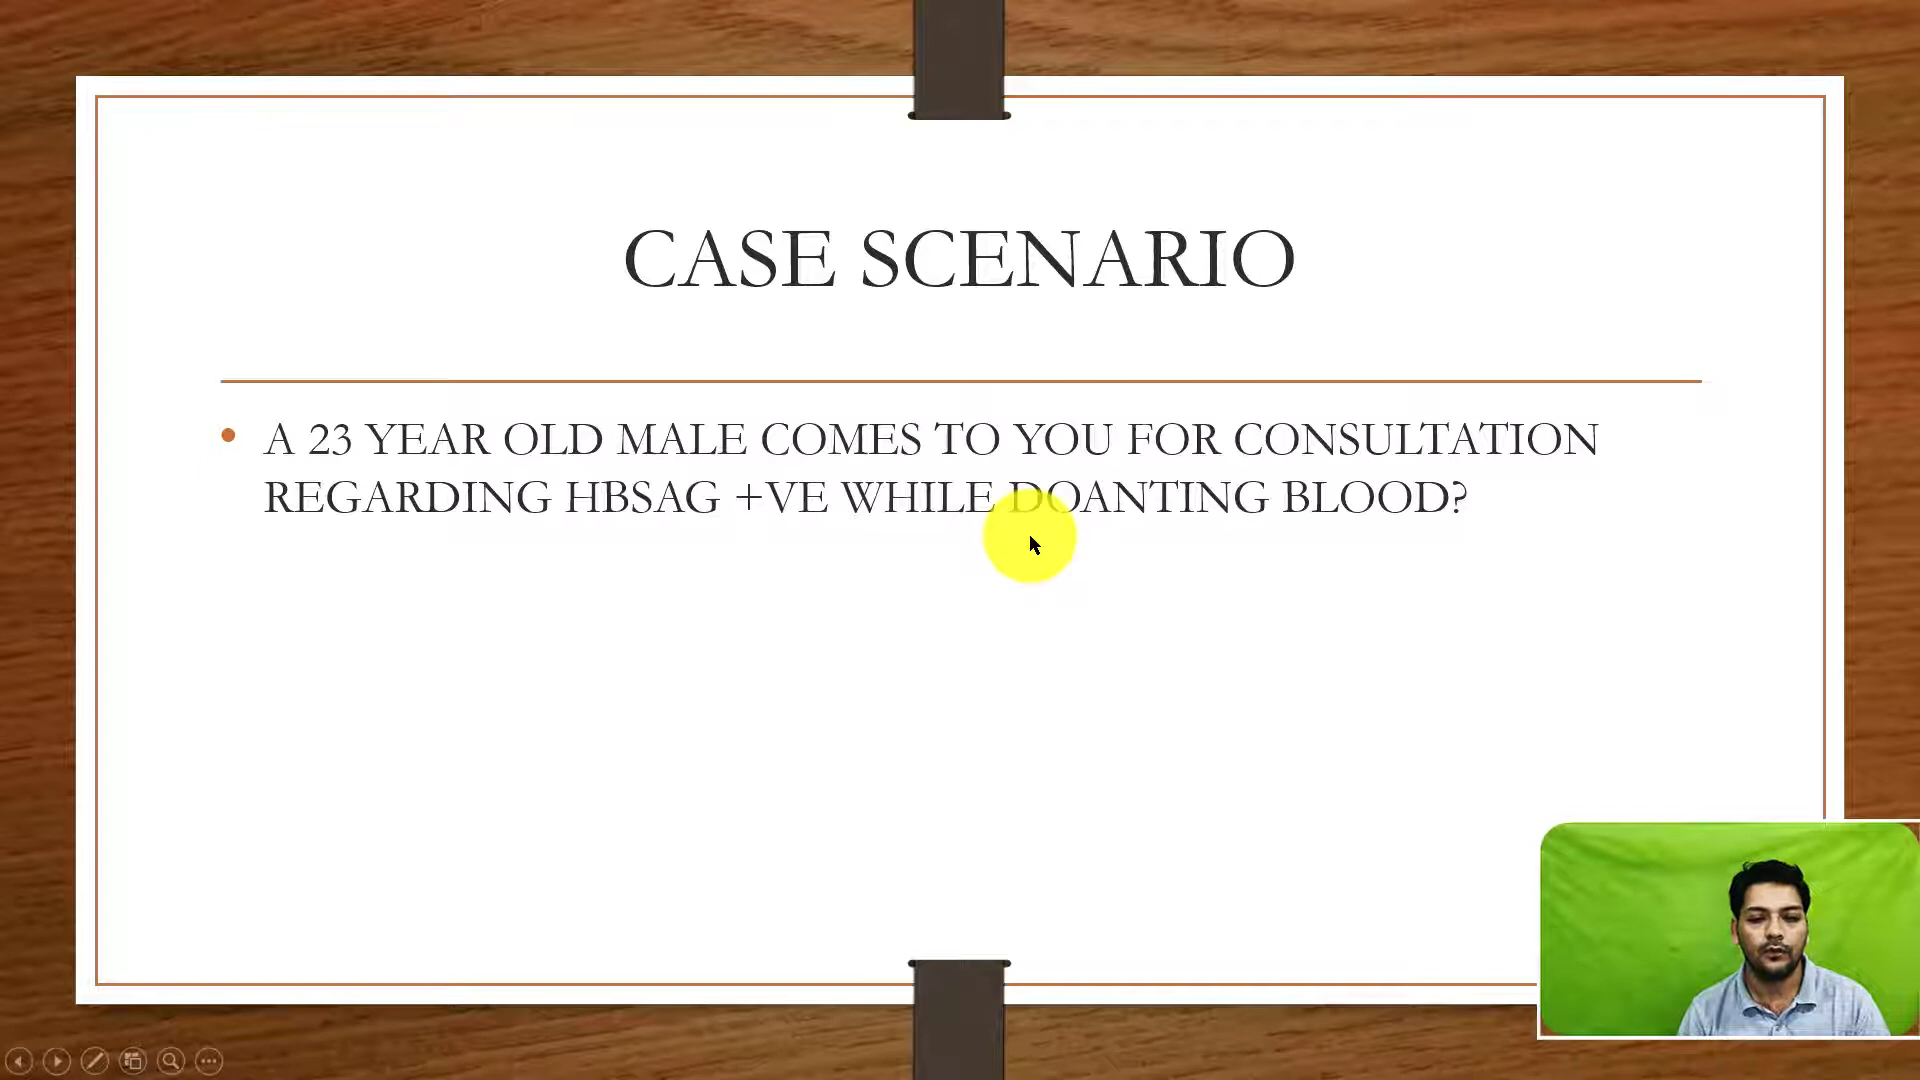 CASE SCENARIO
A 23 YEAR OLD MALE COMES TO YOU FOR CONSULTATION
REGARDING HBSAG +VE WHILE DOANTING BLOOD?